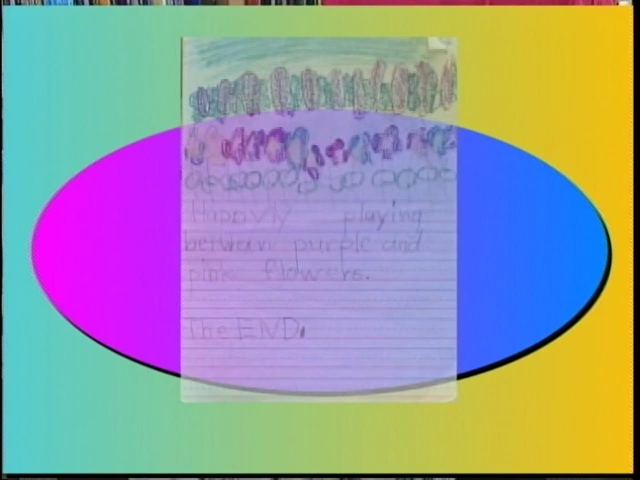 Happyly playing
between purple and
pink flowers.
The END.